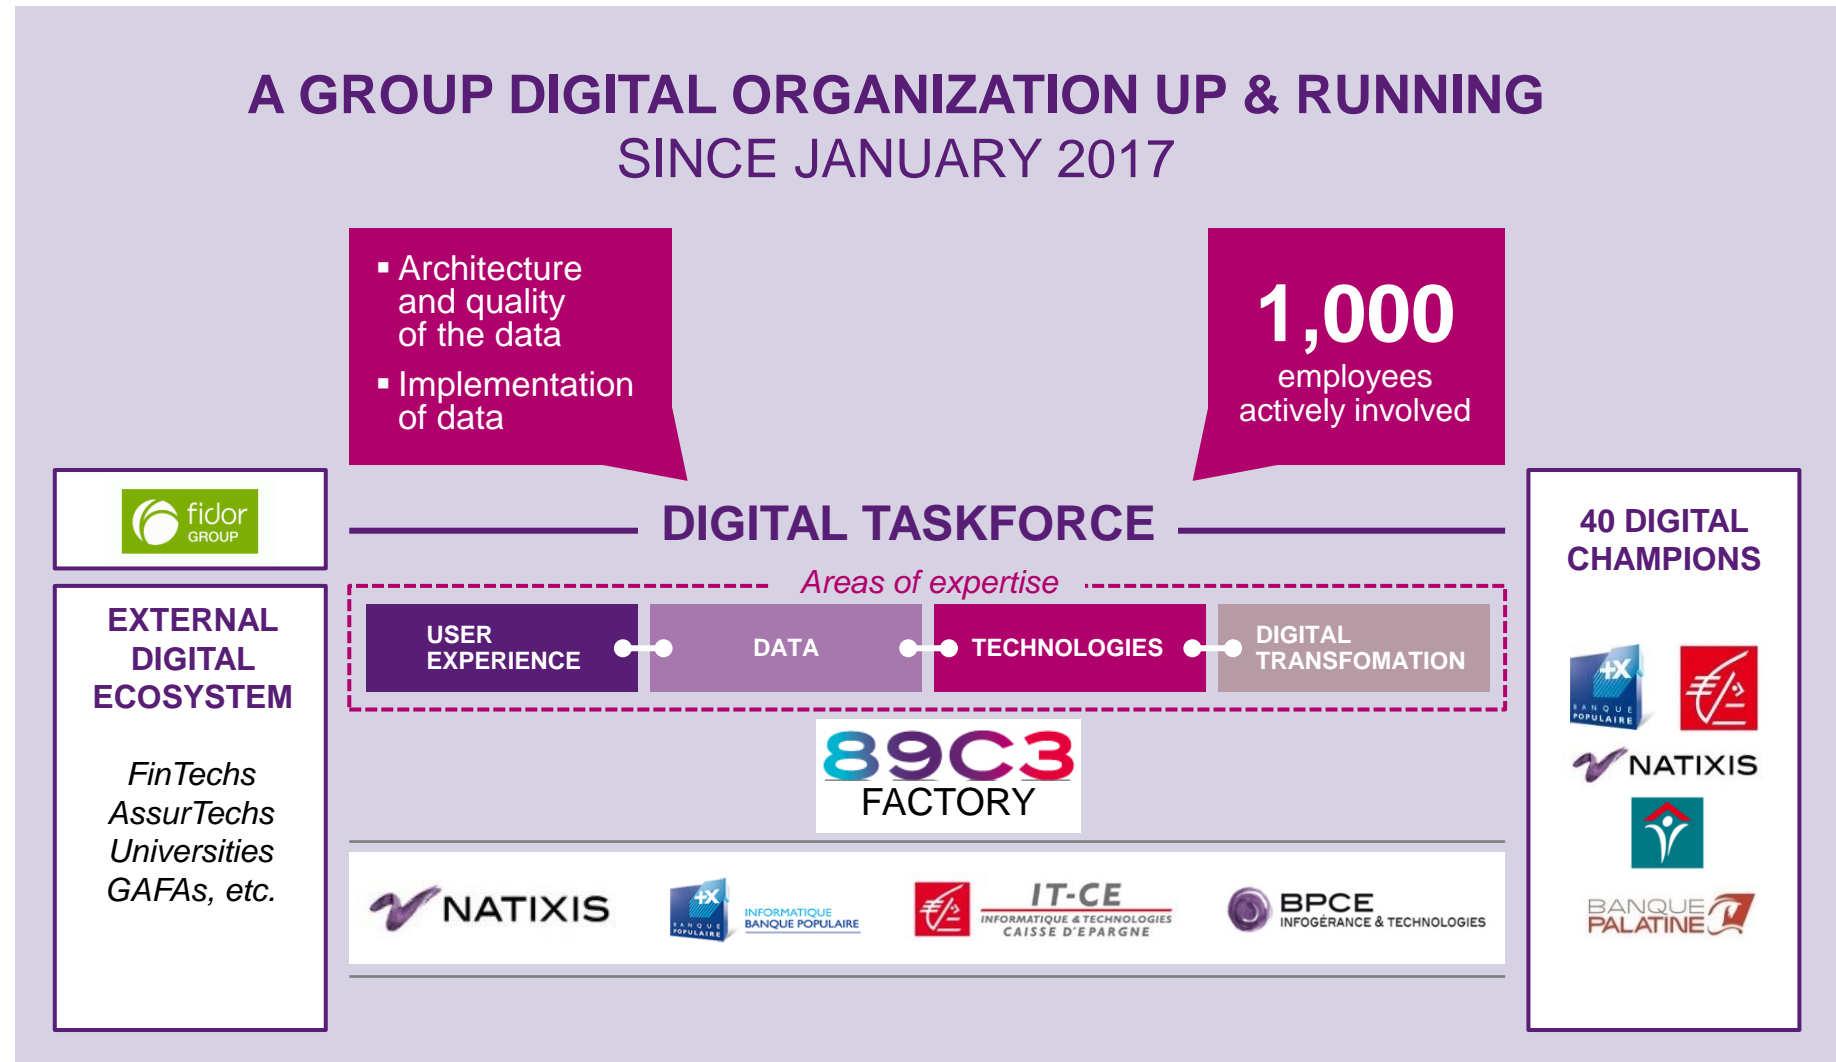 A GROUP DIGITAL ORGANIZATION UP & RUNNING
SINCE JANUARY 2017
▪ Architecture
and quality
of the data
▪ Implementation
of data
1,000
employees
actively involved
fidor
GROUP
EXTERNAL
DIGITAL
ECOSYSTEM
FinTechs
AssurTechs
Universities
GAFAs, etc.
DIGITAL TASKFORCE
Areas of expertise
USER
EXPERIENCE
DATA
TECHNOLOGIES
DIGITAL
TRANSFOMATION
89C3
FACTORY
NATIXIS
BANQUE
POPULAIRE
INFORMATIQUE
BANQUE POPULAIRE
IT-CE
INFORMATIQUE & TECHNOLOGIES
CAISSE D'EPARGNE
BPCE
INFOGÉRANCE & TECHNOLOGIES
40 DIGITAL
CHAMPIONS
BANQUE
POPULAIRE
NATIXIS
BANQUE
PALATINE